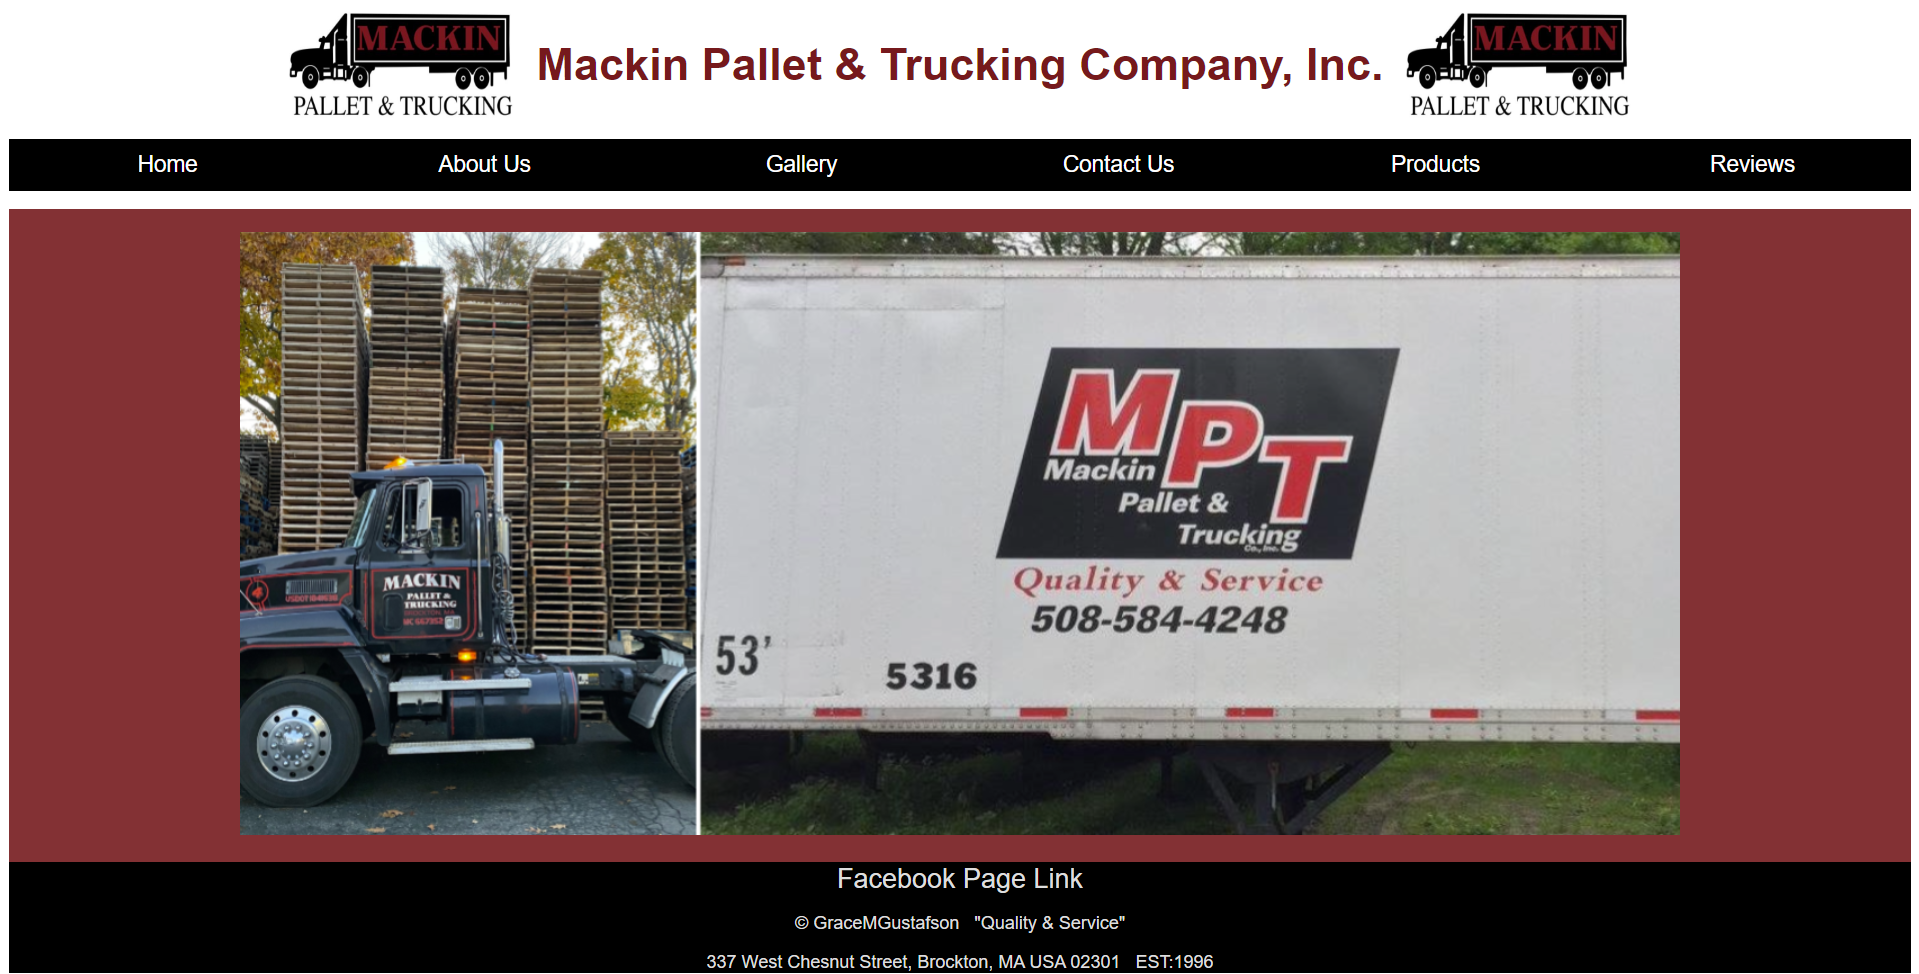 MACKIN
PALLET & TRUCKING
Mackin Pallet & Trucking Company, Inc.
MACKIN
PALLET & TRUCKING
Home
About Us
Gallery
Contact Us
Products
Reviews
MACKIN
PALLET &
TRUCKING
4
MPT
Mackin
Pallet &
Trucking
Co., Inc.
Quality & Service
508-584-4248
53'
5316
Facebook Page Link
© GraceMGustafson "Quality & Service"
337 West Chesnut Street, Brockton, MA USA 02301 EST:1996